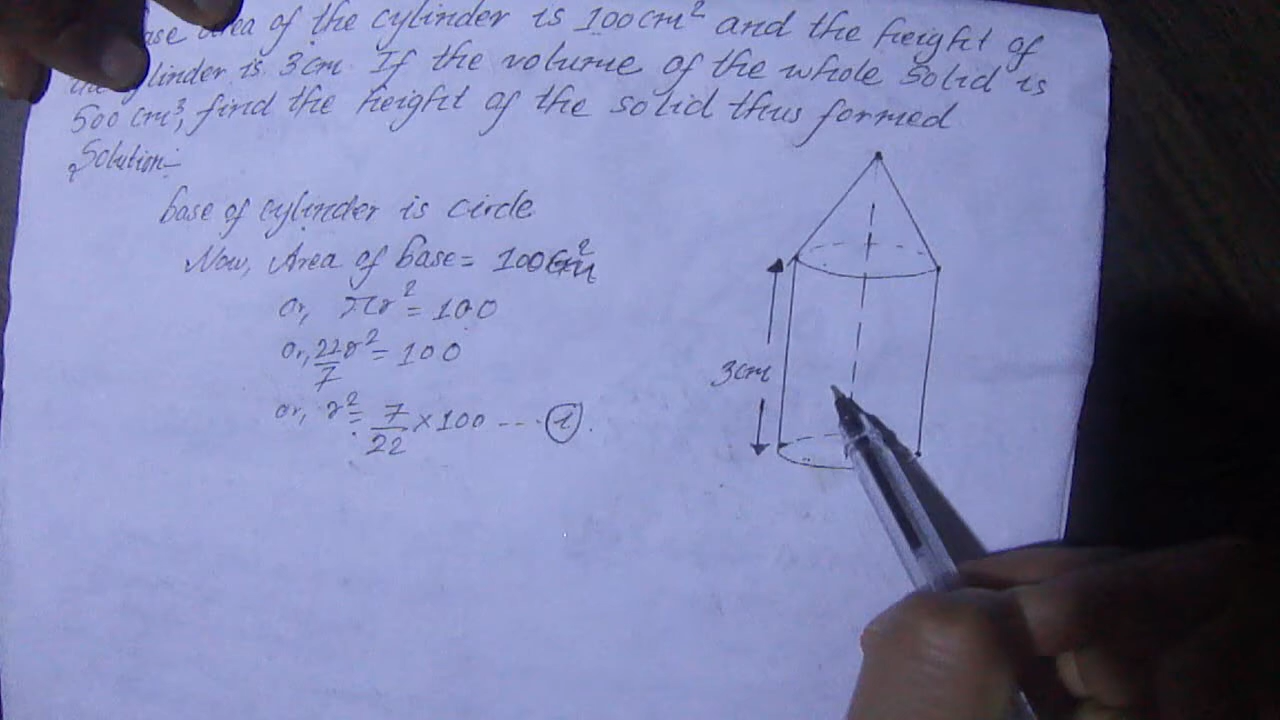 area of the cylinder is 100cm² and the height of
cylinder is 3cm. If the volume of the whole solid is
500 cm³, find the height of the solid thus formed
Solution:-
base of cylinder is circle
Now, Area of base = 100cm²
Or, πr² = 100
Or, 22/7 r² = 100
or, r² = 7/22 × 100 --- (1).
3cm